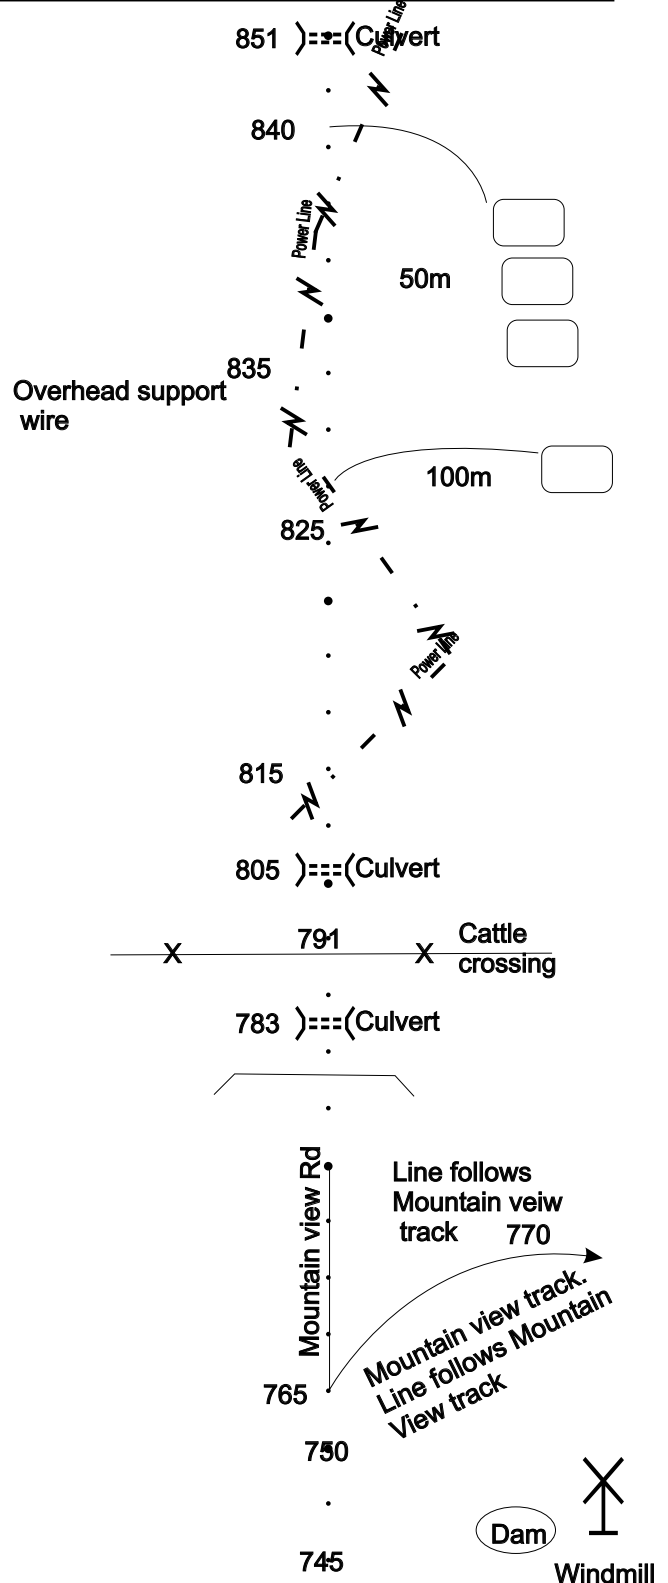 Power Line
851 Culvert
840
Power Line
50m
835
Overhead support
wire
Power Line
100m
825
Power line
815
805 Culvert
791
Cattle
crossing
X X
783 Culvert
Mountain view Rd
Line follows
Mountain veiw
track 770
Mountain view track.
Line follows Mountain
View track
765
750
Dam
745
Windmill